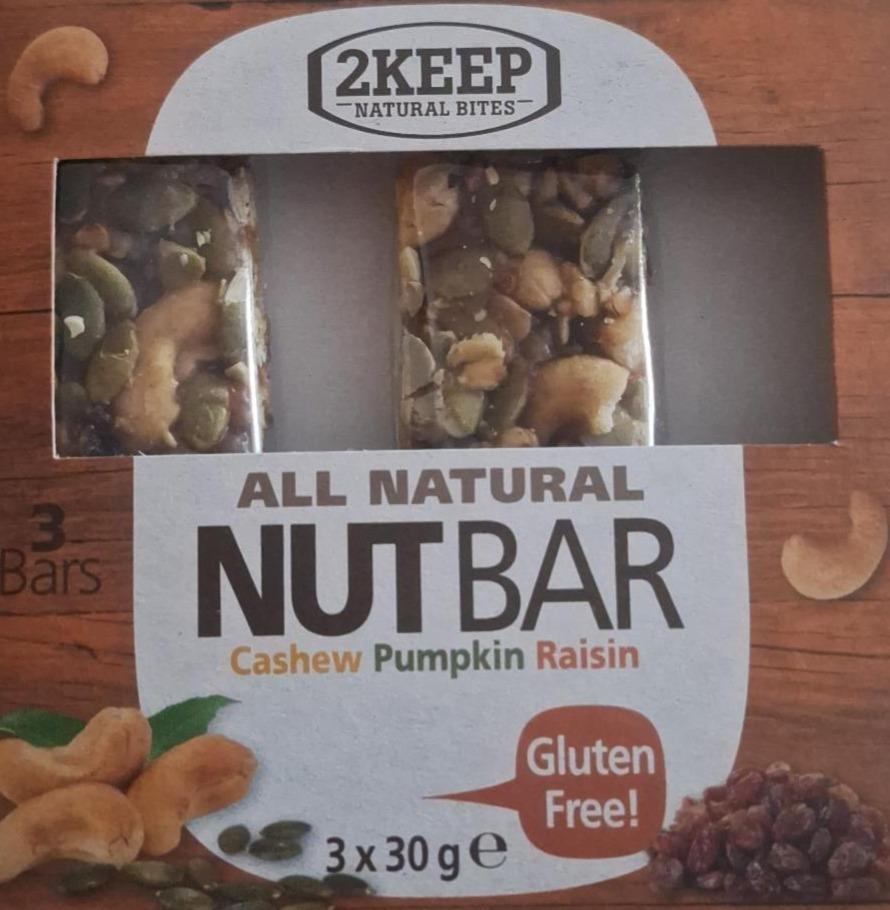 2KEEP
NATURAL BITES
ALL NATURAL
NUTBAR
Cashew Pumpkin Raisin
3
Bars
Gluten
Free!
3 x 30 g e